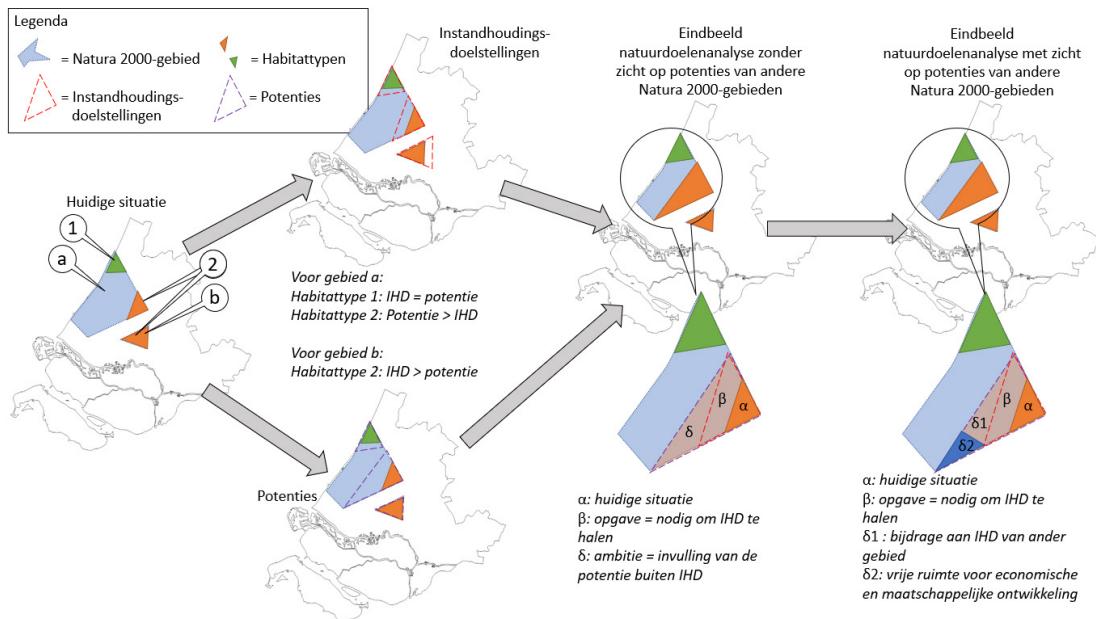 Legenda
= Natura 2000-gebied
= Habitattypen
= Instandhoudings-
doelstellingen
= Potenties
Huidige situatie
1
a
2
b
Instandhoudings-
doelstellingen
Voor gebied a:
Habitattype 1: IHD = potentie
Habitattype 2: Potentie > IHD
Voor gebied b:
Habitattype 2: IHD > potentie
Potenties
Eindbeeld
natuurdoelenanalyse zonder
zicht op potenties van andere
Natura 2000-gebieden
δ
β
α
α: huidige situatie
β: opgave = nodig om IHD te
halen
δ: ambitie = invulling van de
potentie buiten IHD
Eindbeeld
natuurdoelenanalyse met zicht
op potenties van andere
Natura 2000-gebieden
δ1
δ2
β
α
α: huidige situatie
β: opgave = nodig om IHD te
halen
δ1 : bijdrage aan IHD van ander
gebied
δ2: vrije ruimte voor economische
en maatschappelijke ontwikkeling